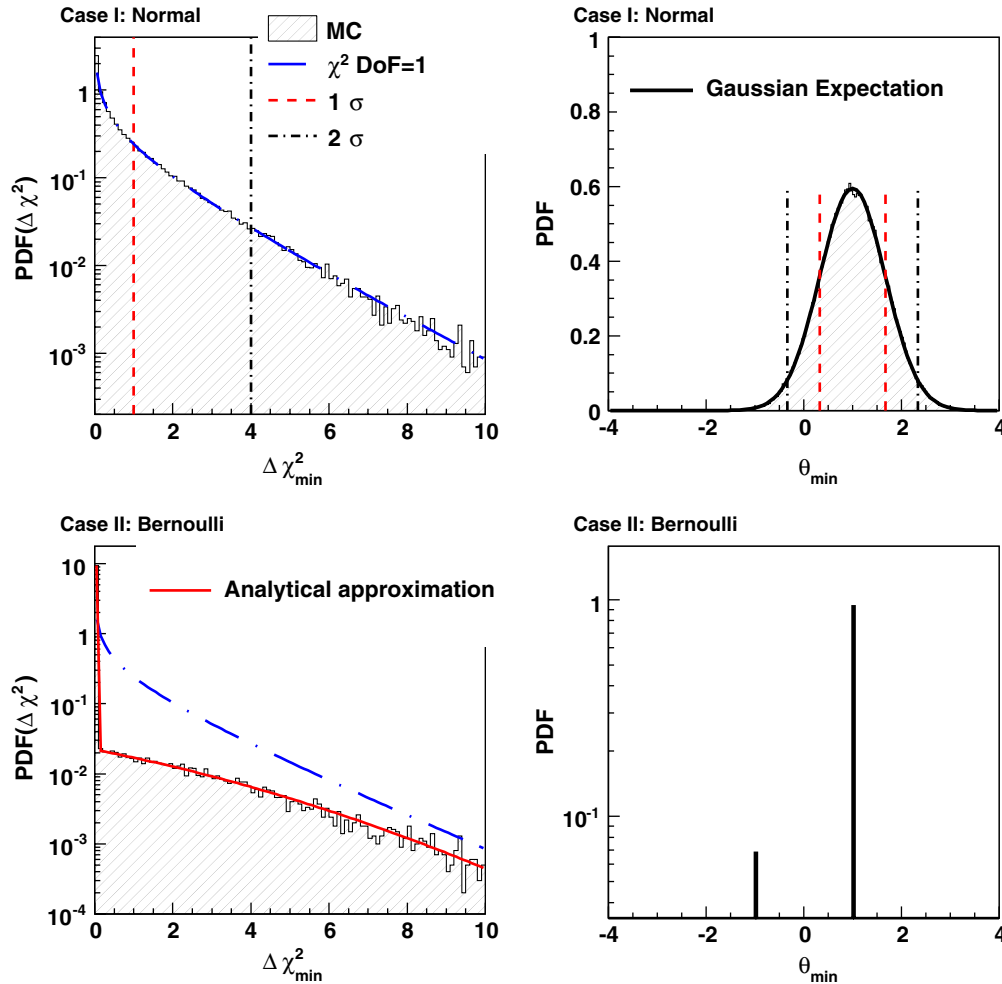 Case I: Normal
MC
χ² DoF=1
1 σ
2 σ
PDF(Δ χ²)
1
10⁻¹
10⁻²
10⁻³
0 2 4 6 8 10
Δ χ²min
Case I: Normal
Gaussian Expectation
PDF
1
0.8
0.6
0.4
0.2
0
-4 -2 0 2 4
θmin
Case II: Bernoulli
Analytical approximation
PDF(Δ χ²)
10
1
10⁻¹
10⁻²
10⁻³
10⁻⁴
0 2 4 6 8 10
Δ χ²min
Case II: Bernoulli
PDF
1
10⁻¹
-4 -2 0 2 4
θmin